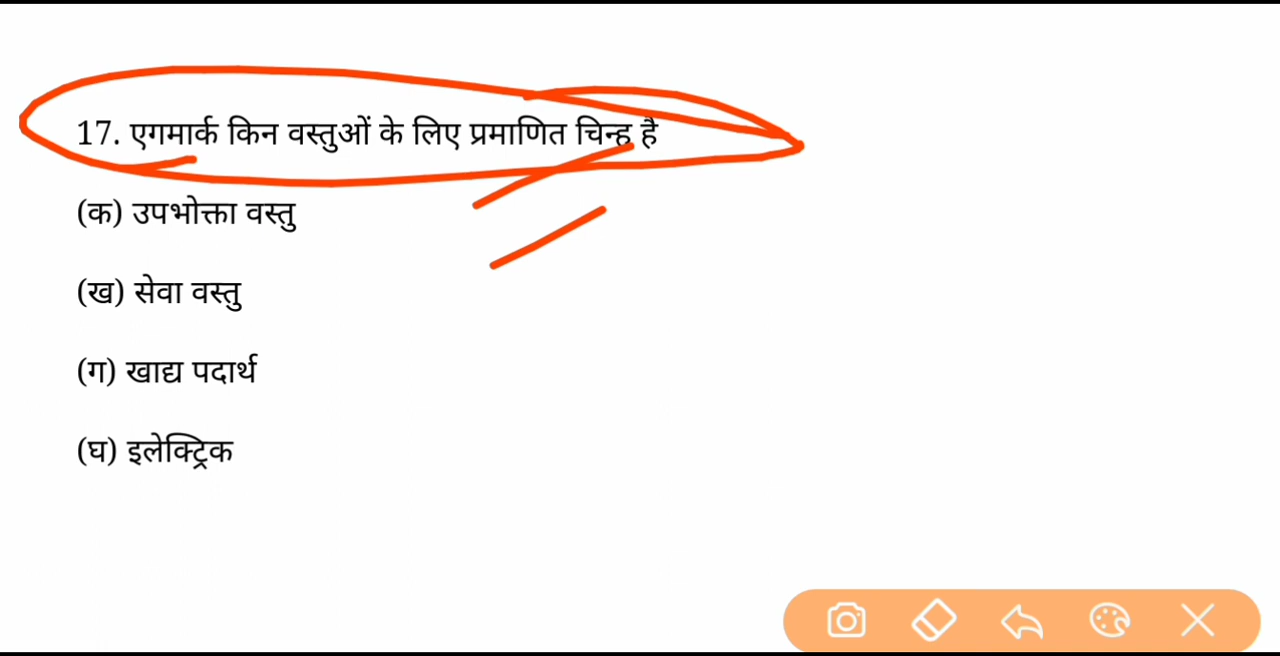 17. एगमार्क किन वस्तुओं के लिए प्रमाणित चिन्ह है
(क) उपभोक्ता वस्तु
(ख) सेवा वस्तु
(ग) खाद्य पदार्थ
(घ) इलेक्ट्रिक